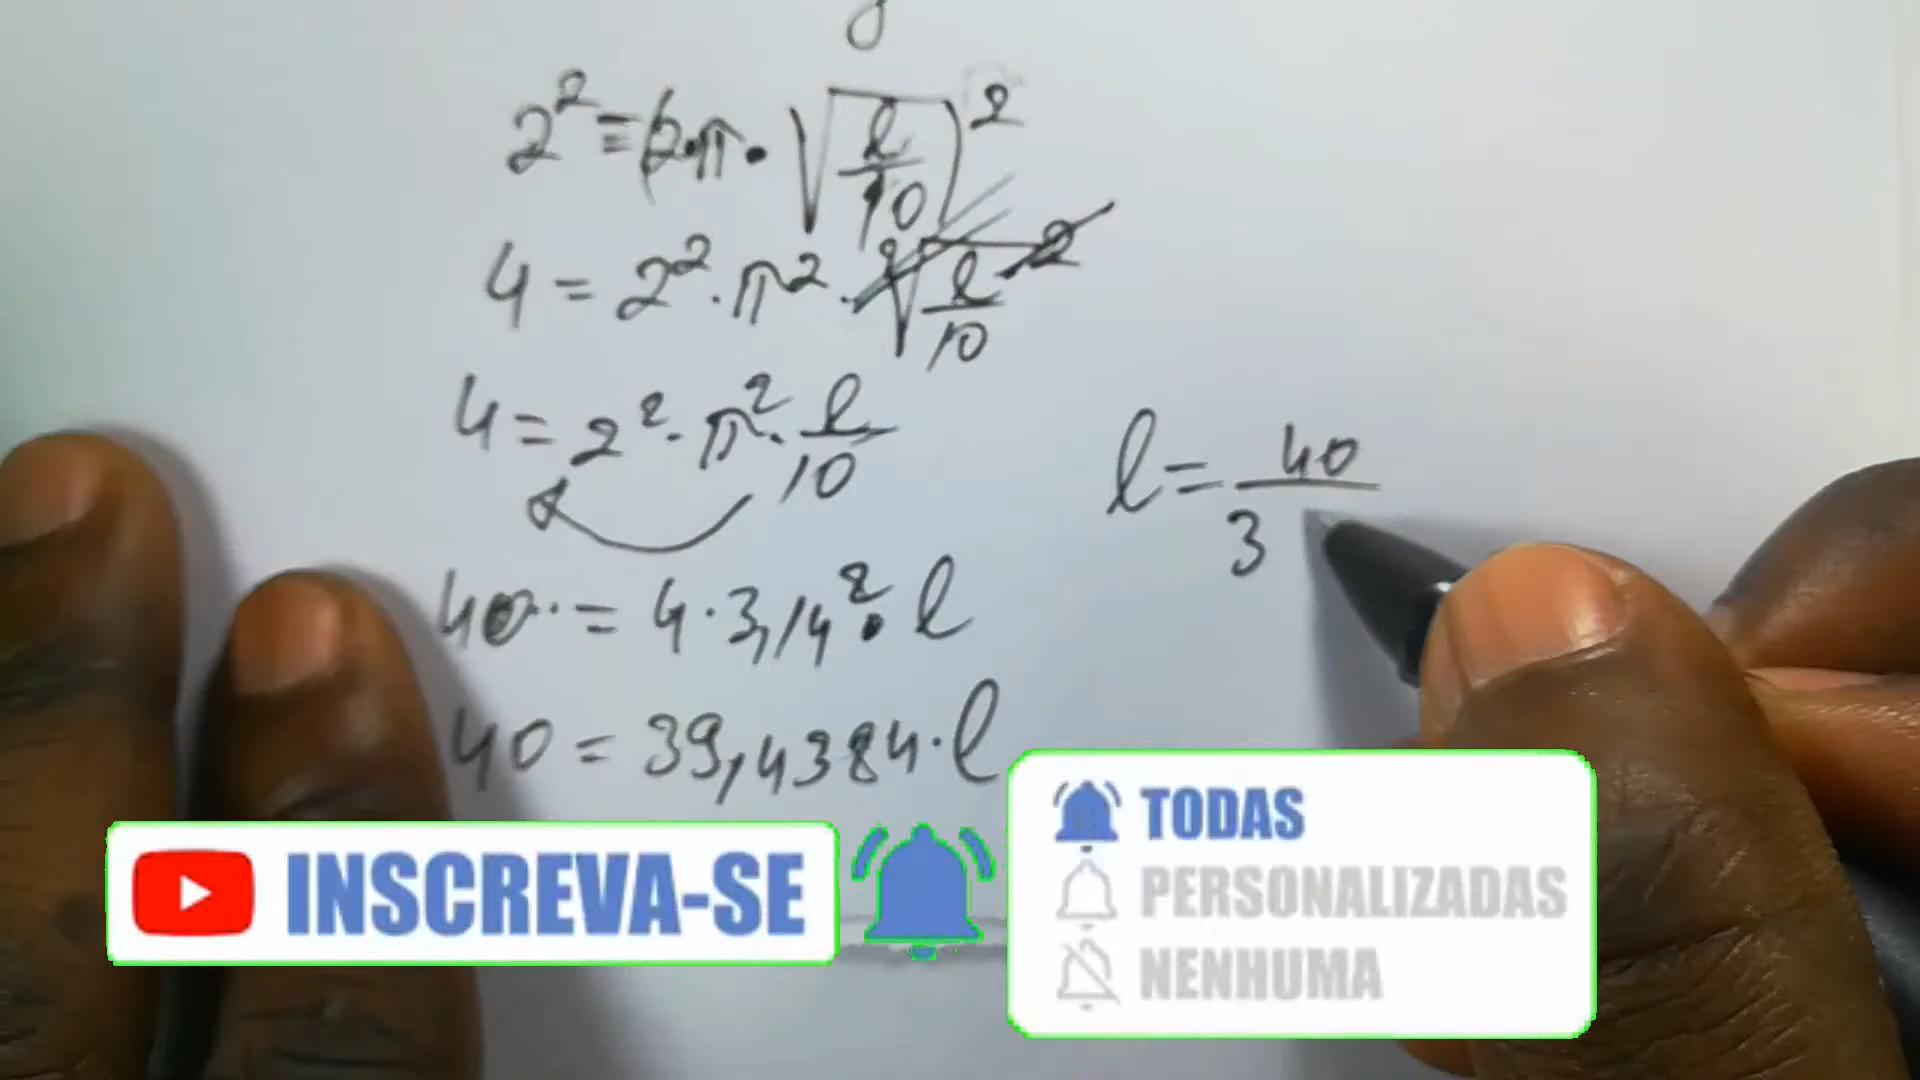 2² = (2·π·√(l/10))²
4 = 2²·π²·²√(l/10)²
4 = 2²·π²·l/10
40 = 4·3,14²·l
40 = 39,4384·l
l = 40/3
INSCREVA-SE
TODAS
PERSONALIZADAS
NENHUMA